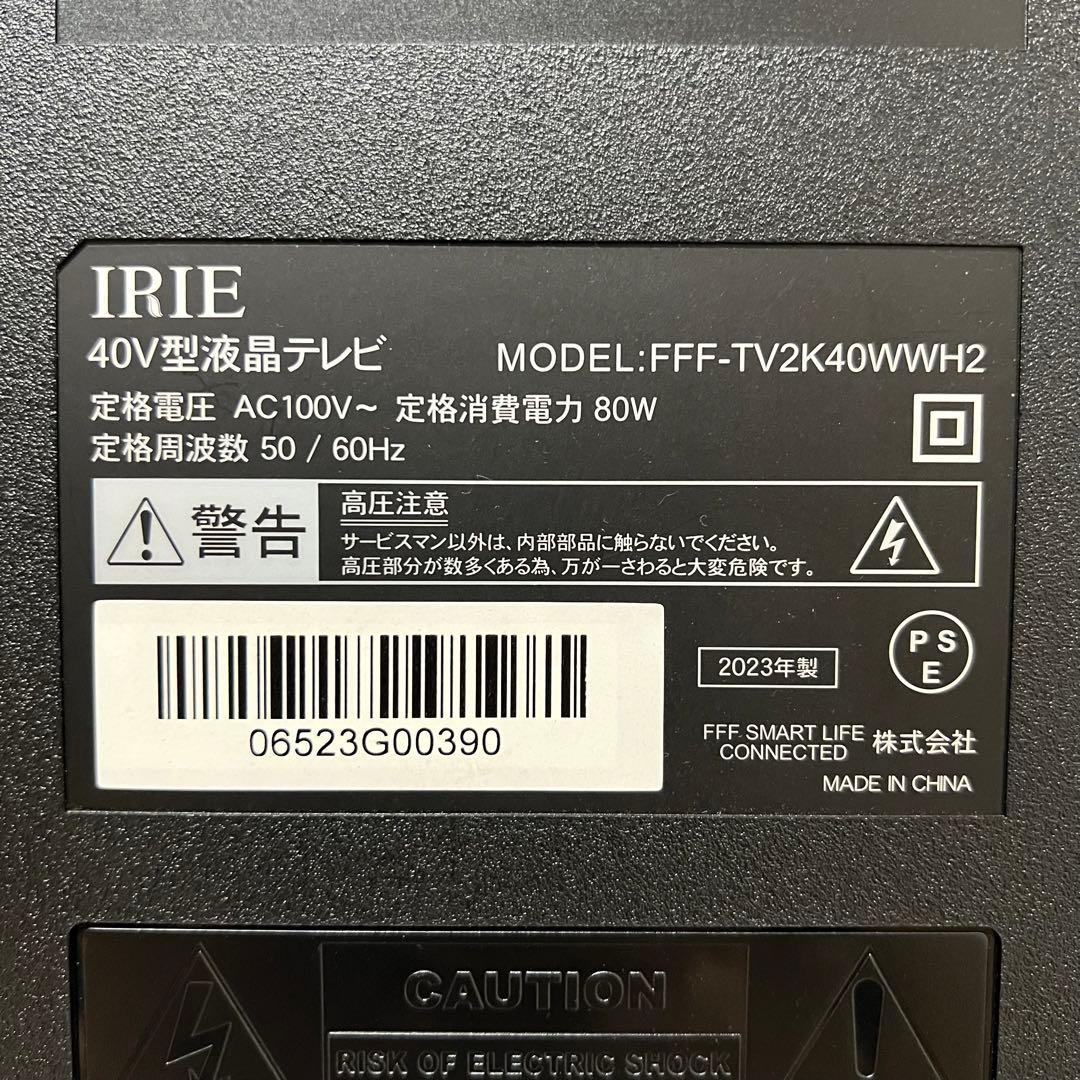 IRIE
40V型液晶テレビ MODEL:FFF-TV2K40WWH2
定格電圧 AC100V~ 定格消費電力 80W
定格周波数 50 / 60Hz
警告
高圧注意
サービスマン以外は、内部部品に触らないでください。
高圧部分が数多くある為、万が一さわると大変危険です。
06523G00390
2023年製
PSE
FFF SMART LIFE
CONNECTED 株式会社
MADE IN CHINA
CAUTION
RISK OF ELECTRIC SHOCK